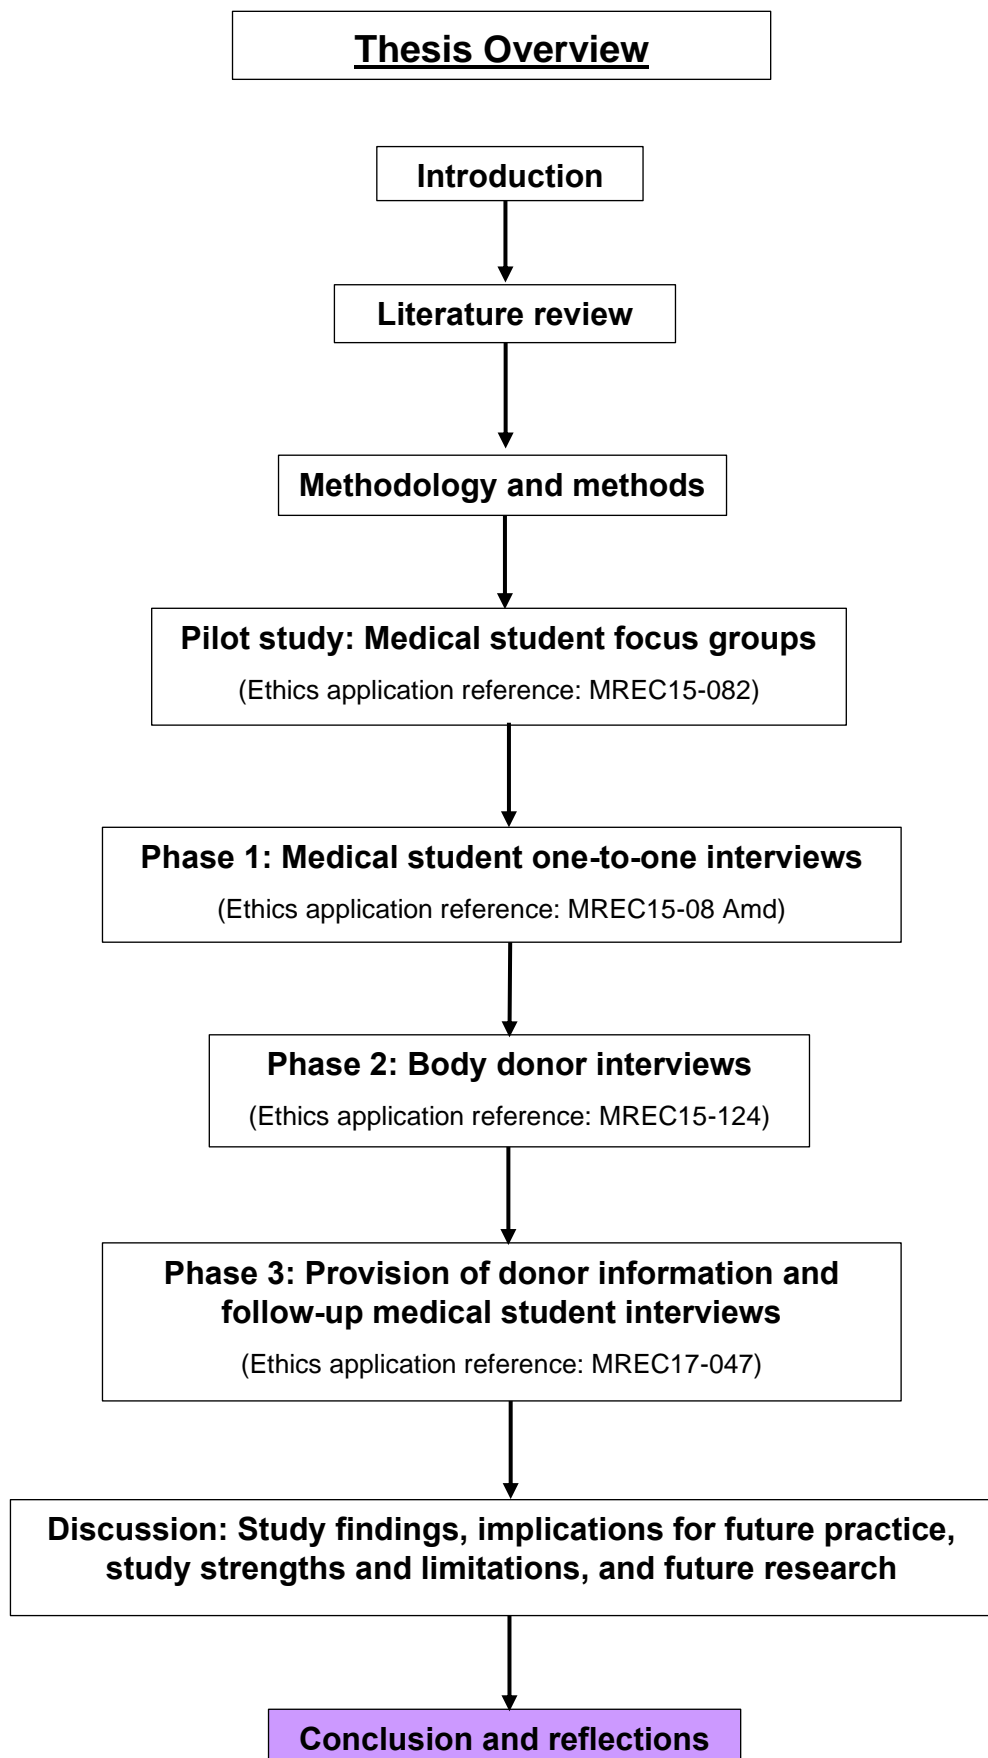 Thesis Overview
Introduction
Literature review
Methodology and methods
Pilot study: Medical student focus groups
(Ethics application reference: MREC15-082)
Phase 1: Medical student one-to-one interviews
(Ethics application reference: MREC15-08 Amd)
Phase 2: Body donor interviews
(Ethics application reference: MREC15-124)
Phase 3: Provision of donor information and
follow-up medical student interviews
(Ethics application reference: MREC17-047)
Discussion: Study findings, implications for future practice,
study strengths and limitations, and future research
Conclusion and reflections